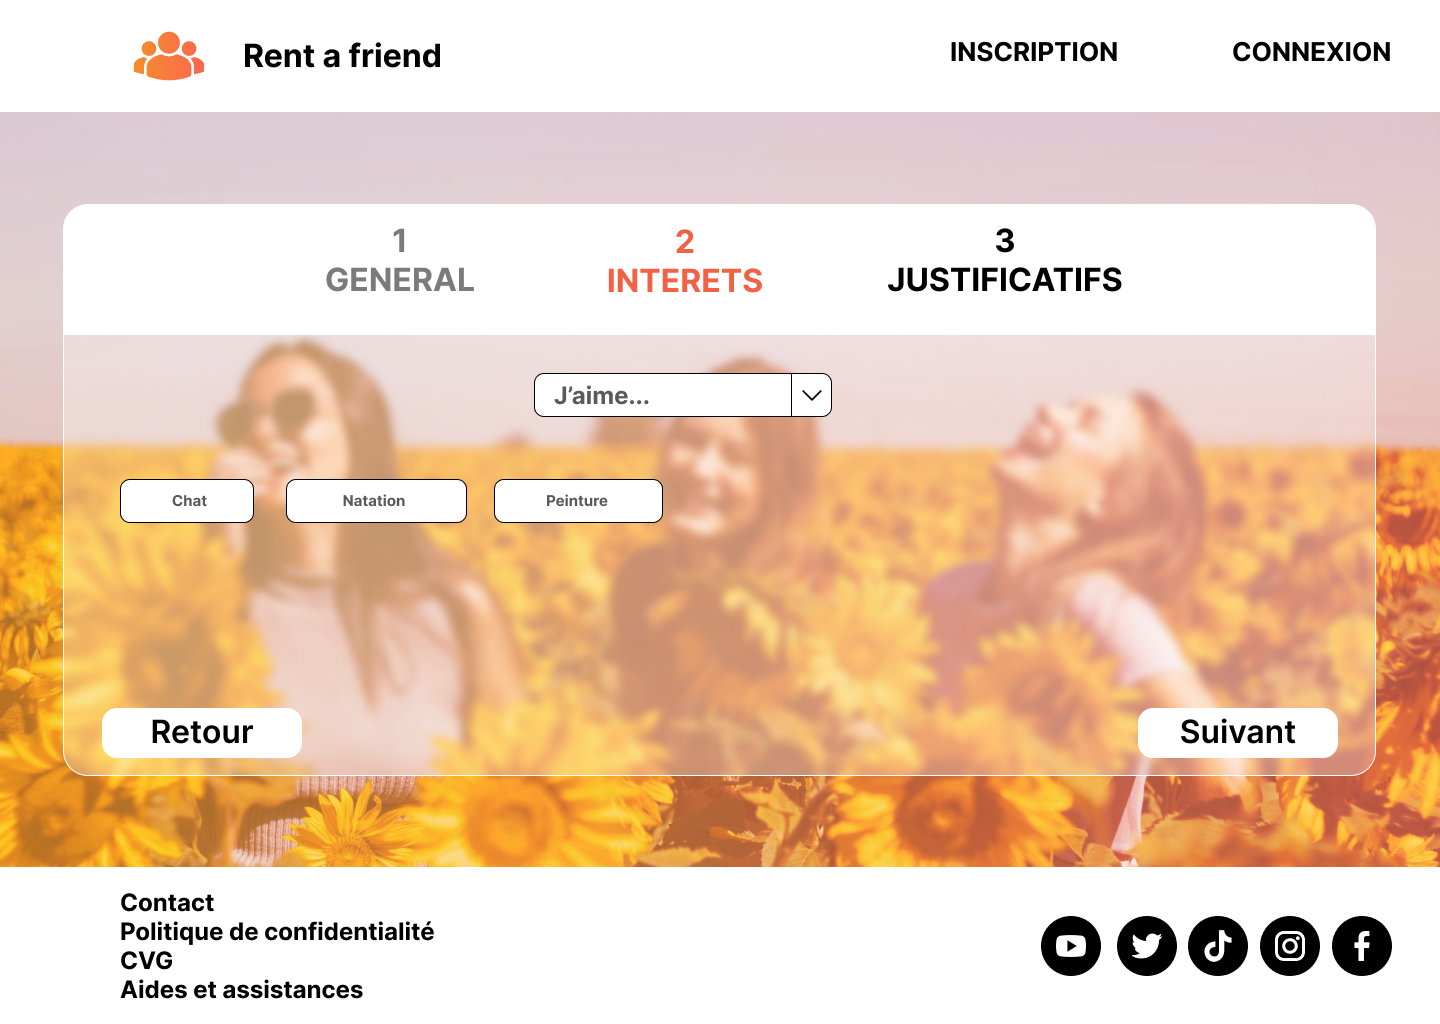 Rent a friend
INSCRIPTION
CONNEXION
1
GENERAL
2
INTERETS
3
JUSTIFICATIFS
J’aime...
Chat
Natation
Peinture
Retour
Suivant
Contact
Politique de confidentialité
CVG
Aides et assistances